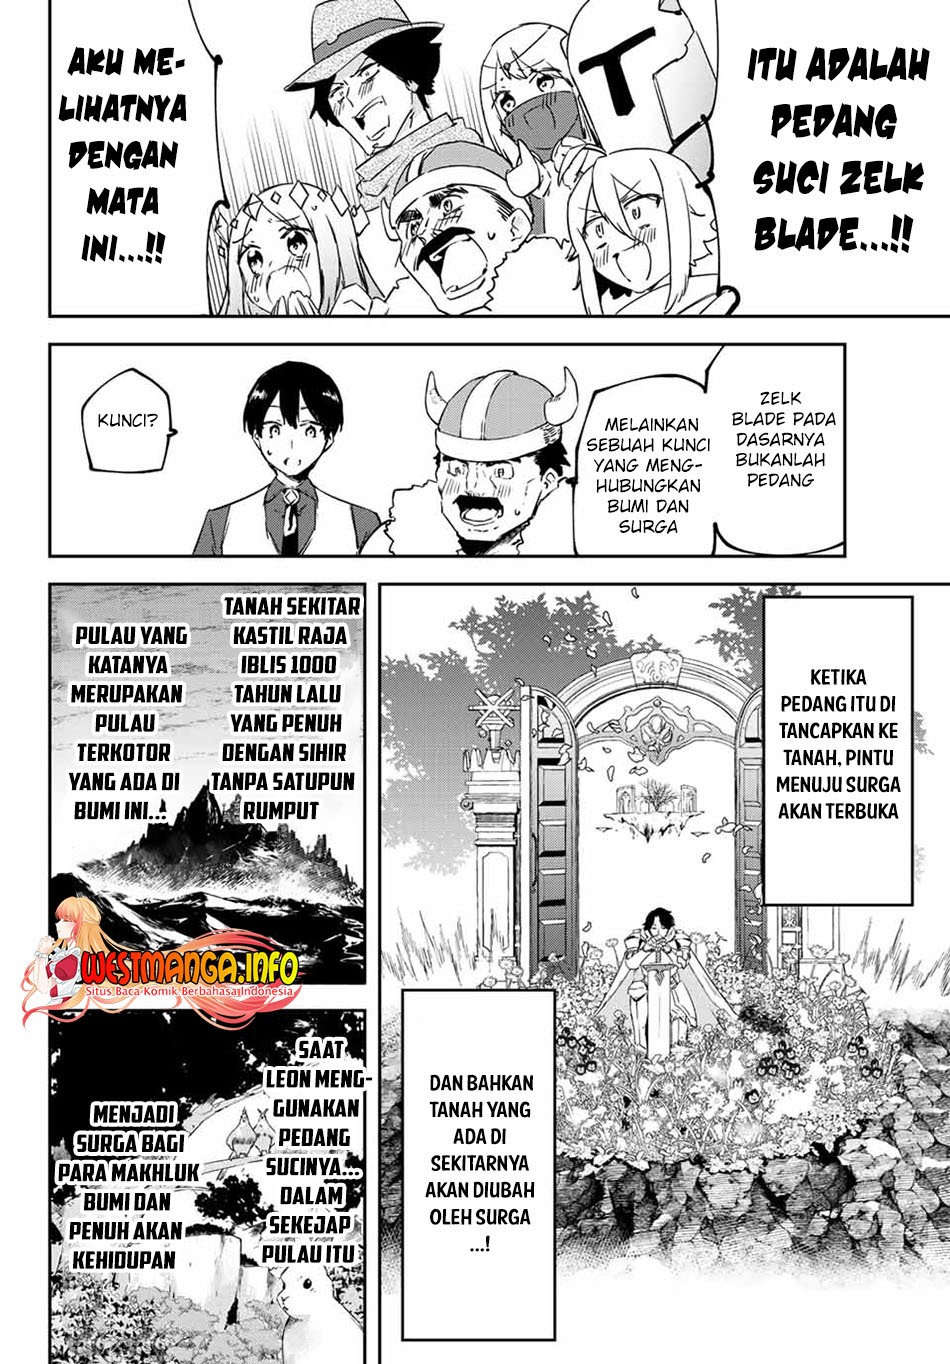 ITU ADALAH
PEDANG
SUCI ZELK
BLADE...!!
AKU ME-
LIHATNYA
DENGAN
MATA
INI...!!
ZELK
BLADE PADA
DASARNYA
BUKANLAH
PEDANG
MELAINKAN
SEBUAH KUNCI
YANG MENG-
HUBUNGKAN
BUMI DAN
SURGA
KUNCI?
KETIKA
PEDANG ITU DI
TANCAPKAN KE
TANAH, PINTU
MENUJU SURGA
AKAN TERBUKA
DAN BAHKAN
TANAH YANG
ADA DI
SEKITARNYA
AKAN DIUBAH
OLEH SURGA
...!
TANAH SEKITAR
KASTIL RAJA
IBLIS 1000
TAHUN LALU
YANG PENUH
DENGAN SIHIR
TANPA SATUPUN
RUMPUT
PULAU YANG
KATANYA
MERUPAKAN
PULAU
TERKOTOR
YANG ADA DI
BUMI INI...
WESTMANGA.INFO
Situs Baca Komik Berbahasa Indonesia
SAAT
LEON MENG-
GUNAKAN
PEDANG
SUCINYA...
DALAM
SEKEJAP
PULAU ITU
MENJADI
SURGA BAGI
PARA MAKHLUK
BUMI DAN
PENUH AKAN
KEHIDUPAN